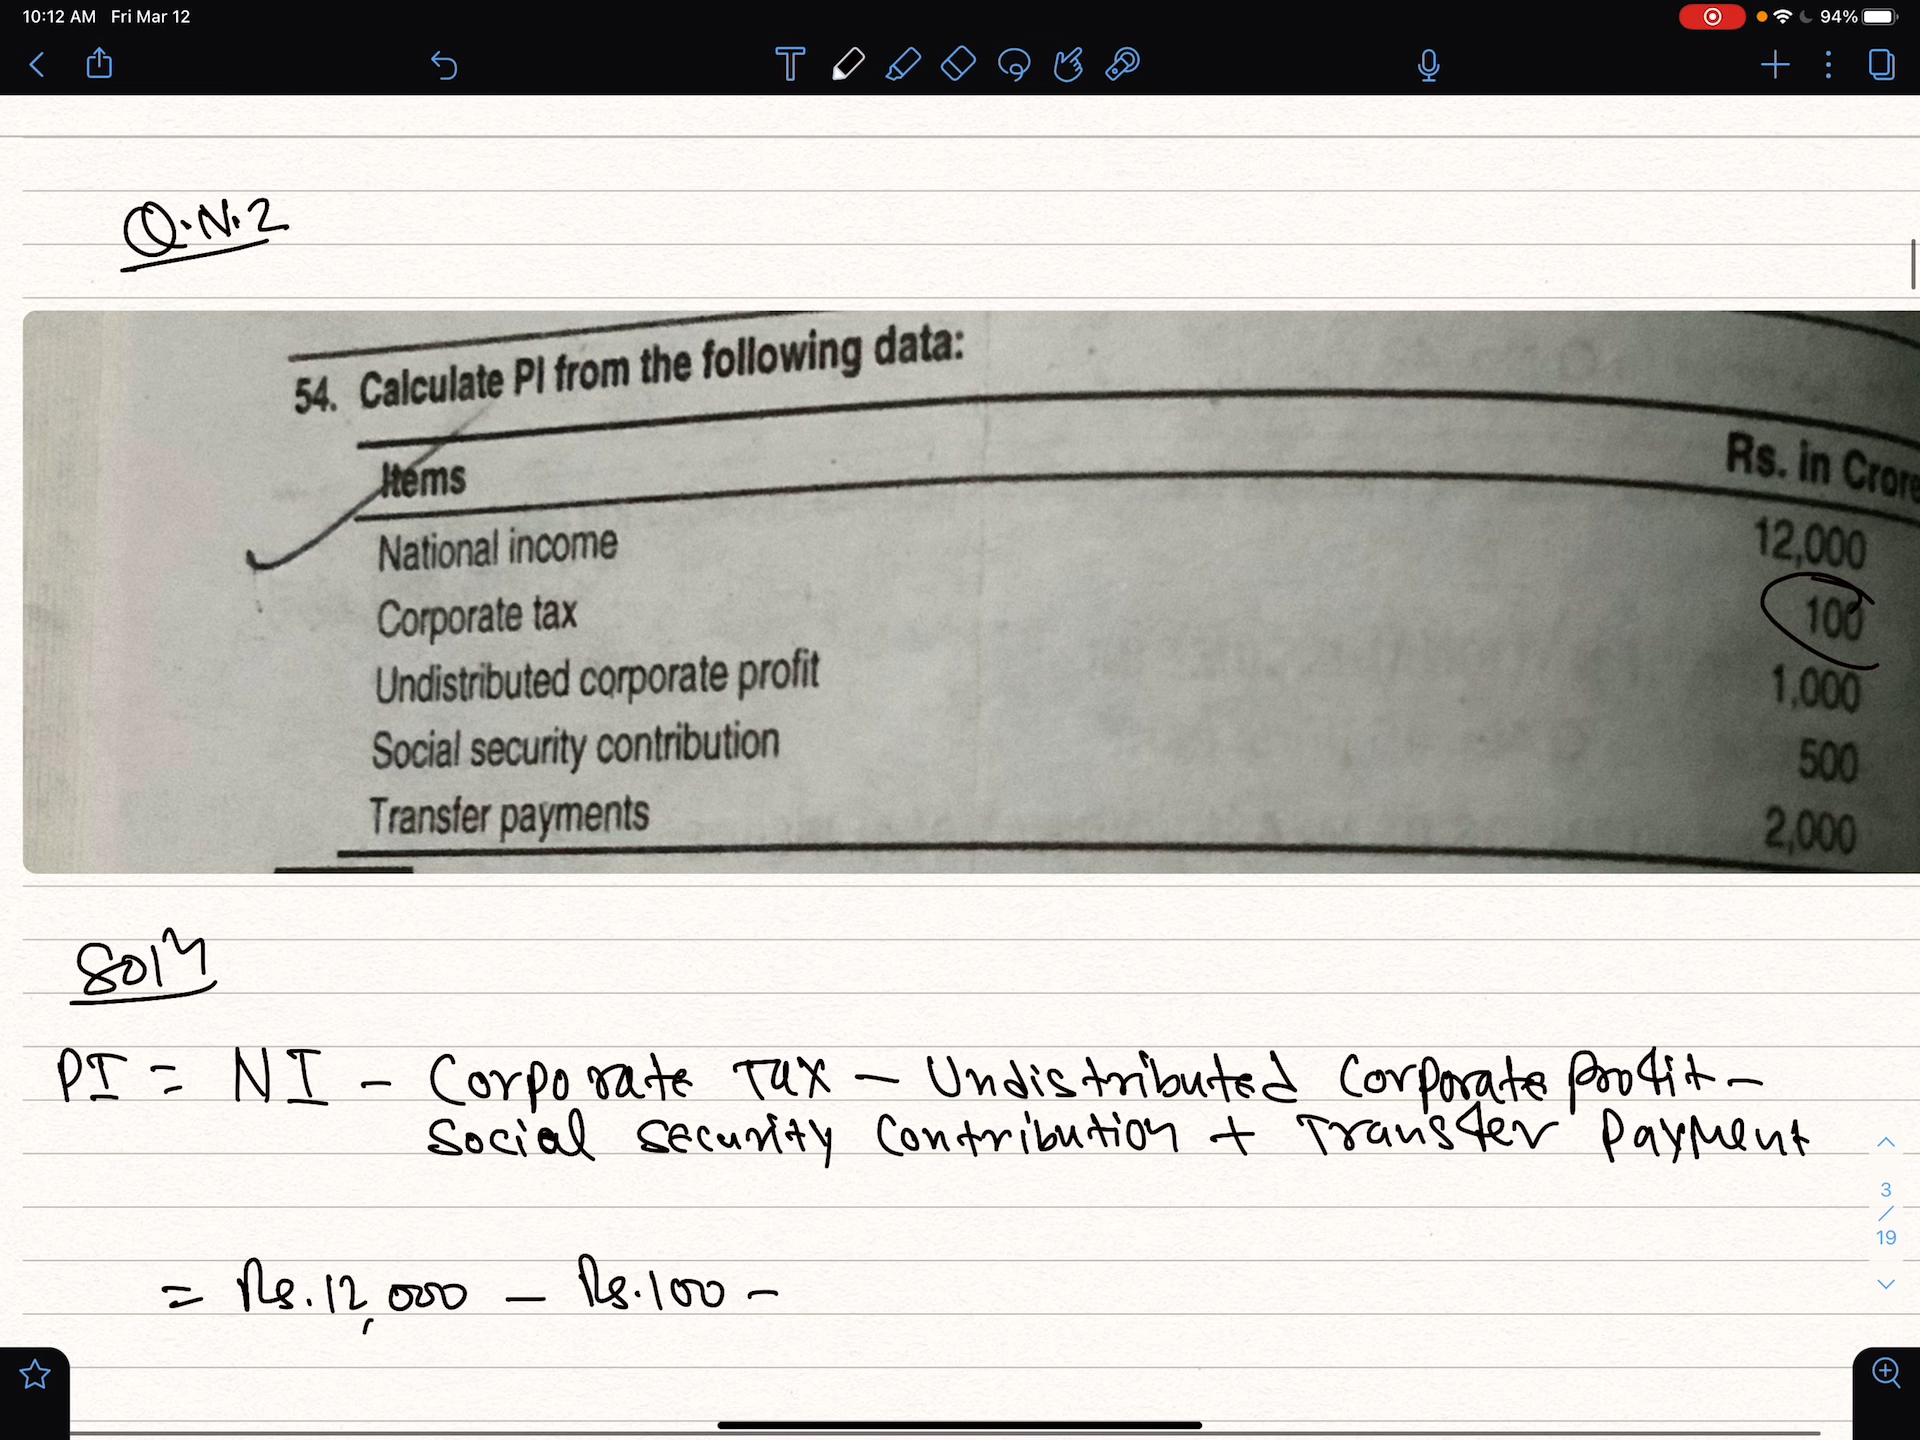 10:12 AM Fri Mar 12
94%
Q.N.2
54. Calculate PI from the following data:
Items Rs. in Crore
National income 12,000
Corporate tax 100
Undistributed corporate profit 1,000
Social security contribution 500
Transfer payments 2,000
Soln
PI = NI - Corporate Tax - Undistributed Corporate Profit -
Social Security Contribution + Transfer Payment
= Rs. 12,000 - Rs. 100 -
3
/
19